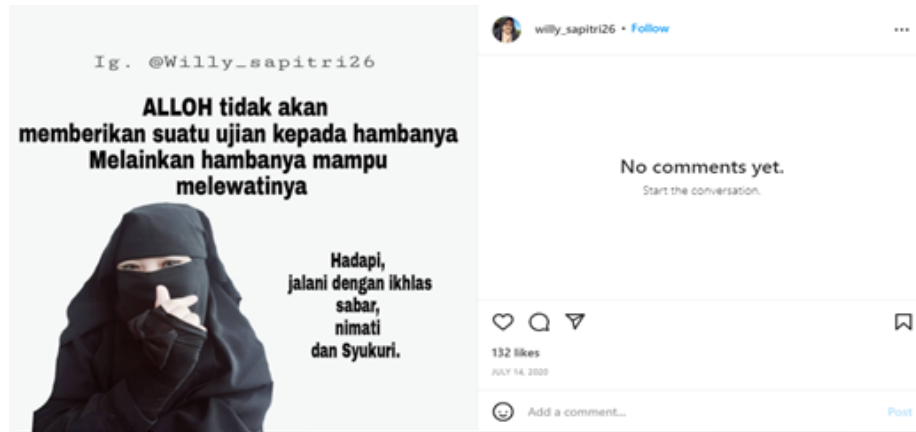 Ig. @Willy_sapitri26
ALLOH tidak akan
memberikan suatu ujian kepada hambanya
Melainkan hambanya mampu
melewatinya
Hadapi,
jalani dengan ikhlas
sabar,
nimati
dan Syukuri.
willy_sapitri26 • Follow
No comments yet.
Start the conversation.
132 likes
JULY 14, 2020
Add a comment...
Post